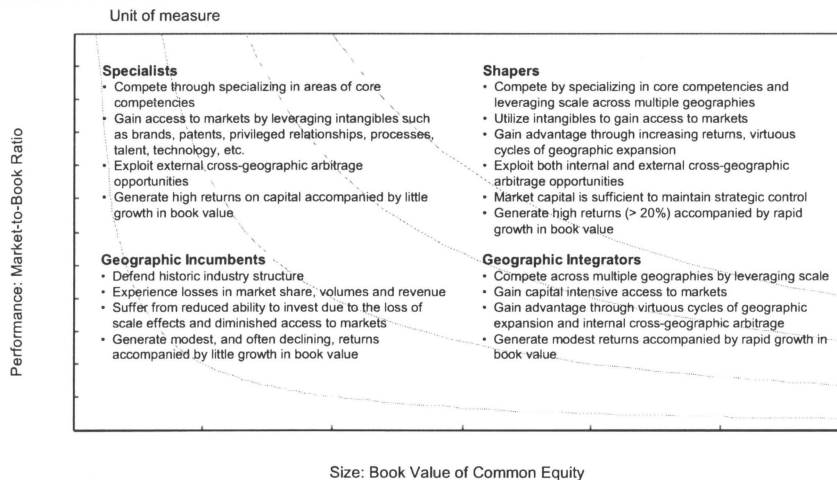 Unit of measure
Performance: Market-to-Book Ratio
Specialists
• Compete through specializing in areas of core
competencies
• Gain access to markets by leveraging intangibles such
as brands, patents, privileged relationships, processes,
talent, technology, etc.
• Exploit external cross-geographic arbitrage
opportunities
• Generate high returns on capital accompanied by little
growth in book value
Shapers
• Compete by specializing in core competencies and
leveraging scale across multiple geographies
• Utilize intangibles to gain access to markets
• Gain advantage through increasing returns, virtuous
cycles of geographic expansion
• Exploit both internal and external cross-geographic
arbitrage opportunities
• Market capital is sufficient to maintain strategic control
• Generate high returns (> 20%) accompanied by rapid
growth in book value
Geographic Incumbents
• Defend historic industry structure
• Experience losses in market share, volumes and revenue
• Suffer from reduced ability to invest due to the loss of
scale effects and diminished access to markets
• Generate modest, and often declining, returns
accompanied by little growth in book value
Geographic Integrators
• Compete across multiple geographies by leveraging scale
• Gain capital intensive access to markets
• Gain advantage through virtuous cycles of geographic
expansion and internal cross-geographic arbitrage
• Generate modest returns accompanied by rapid growth in
book value
Size: Book Value of Common Equity